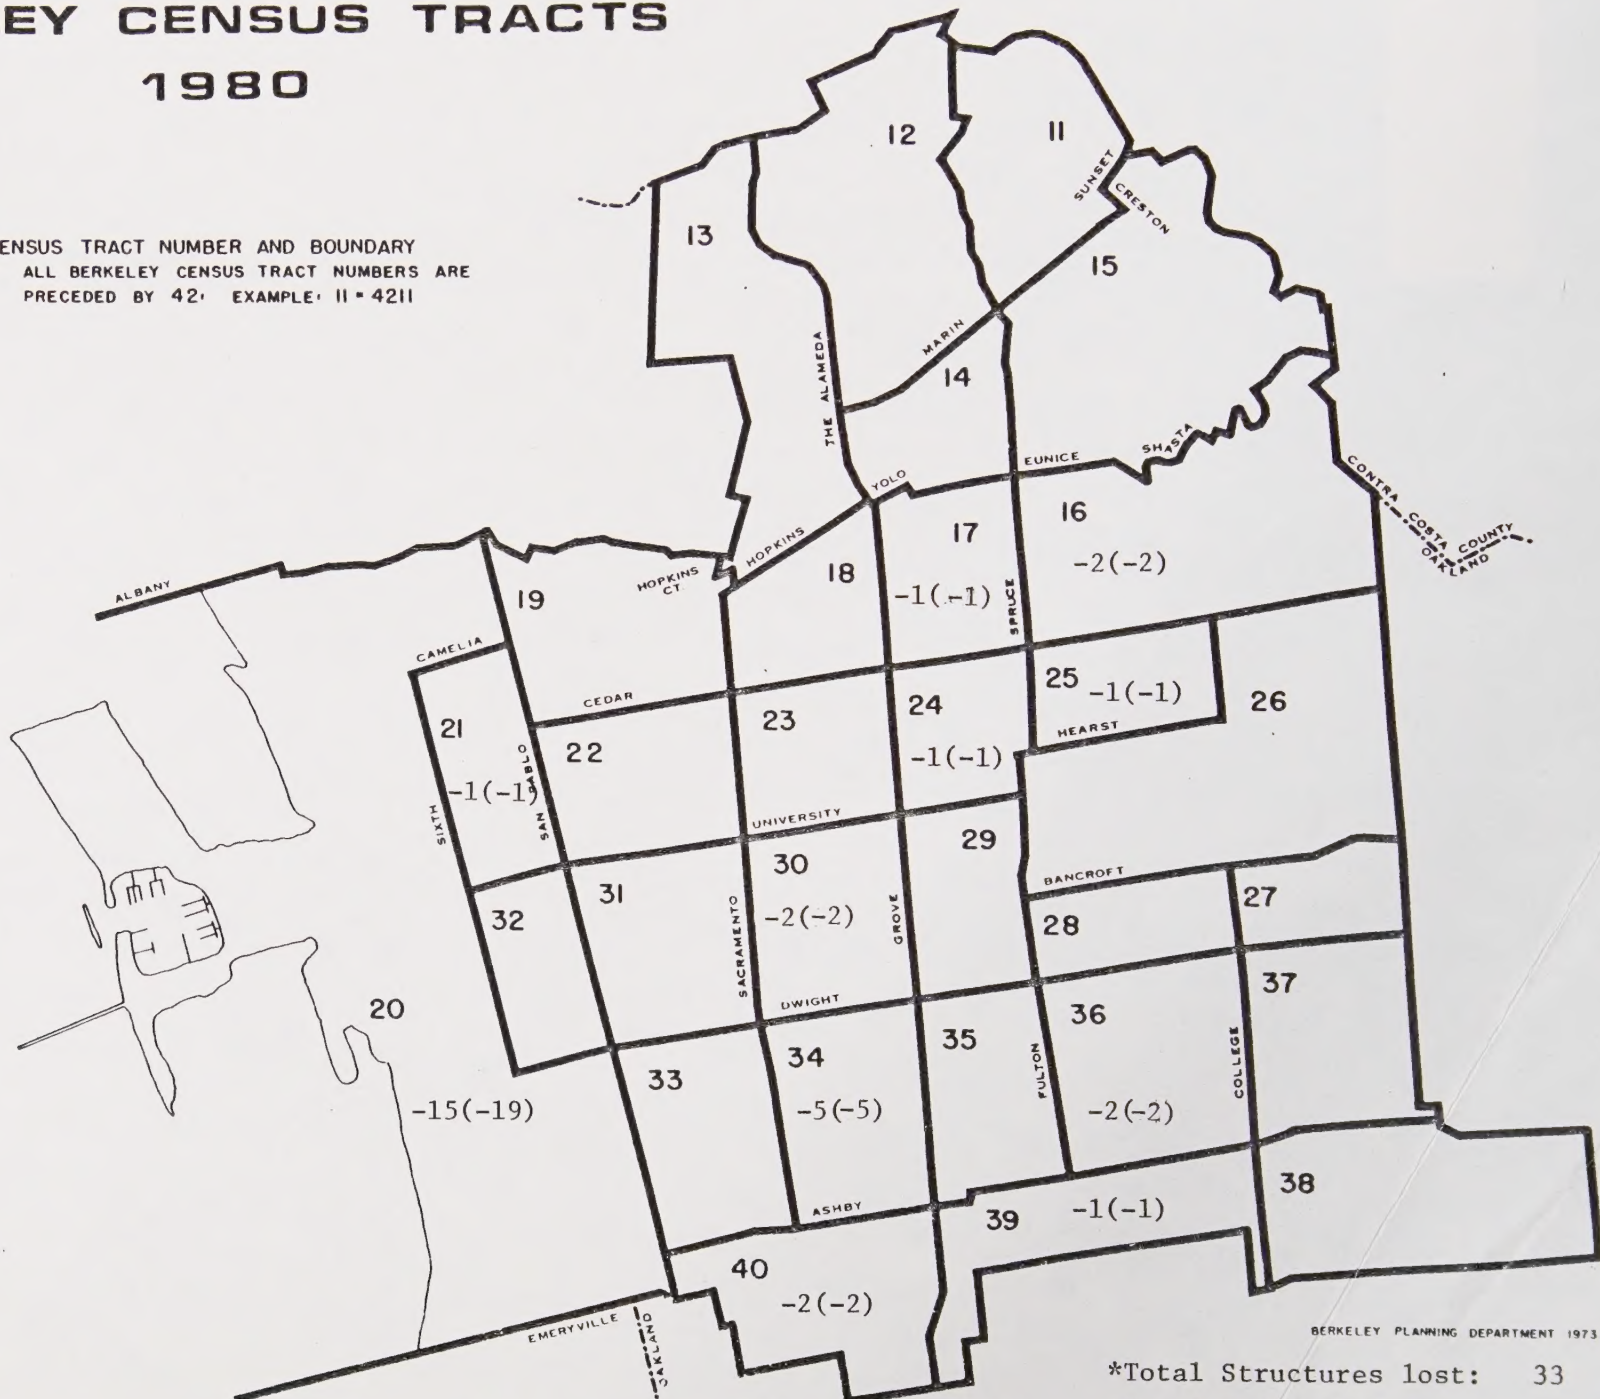 EY CENSUS TRACTS
1980
ENSUS TRACT NUMBER AND BOUNDARY
ALL BERKELEY CENSUS TRACT NUMBERS ARE
PRECEDED BY 42: EXAMPLE: 11 = 4211
12
11
SUNSET
CRESTON
13
15
THE ALAMEDA
MARIN
14
YOLO
EUNICE
SHASTA
CONTRA COSTA COUNTY
OAKLAND
HOPKINS
17
16
-2(-2)
18
-1(-1)
SPRUCE
ALBANY
19
HOPKINS CT.
CAMELIA
CEDAR
21
-1(-1)
SIXTH
SAN PABLO
22
23
24
-1(-1)
25
-1(-1)
HEARST
26
UNIVERSITY
29
30
-2(-2)
BANCROFT
31
32
SACRAMENTO
GROVE
28
27
20
-15(-19)
DWIGHT
33
34
-5(-5)
35
FULTON
36
-2(-2)
COLLEGE
37
ASHBY
39
-1(-1)
38
40
-2(-2)
EMERYVILLE
OAKLAND
BERKELEY PLANNING DEPARTMENT 1973
*Total Structures lost: 33